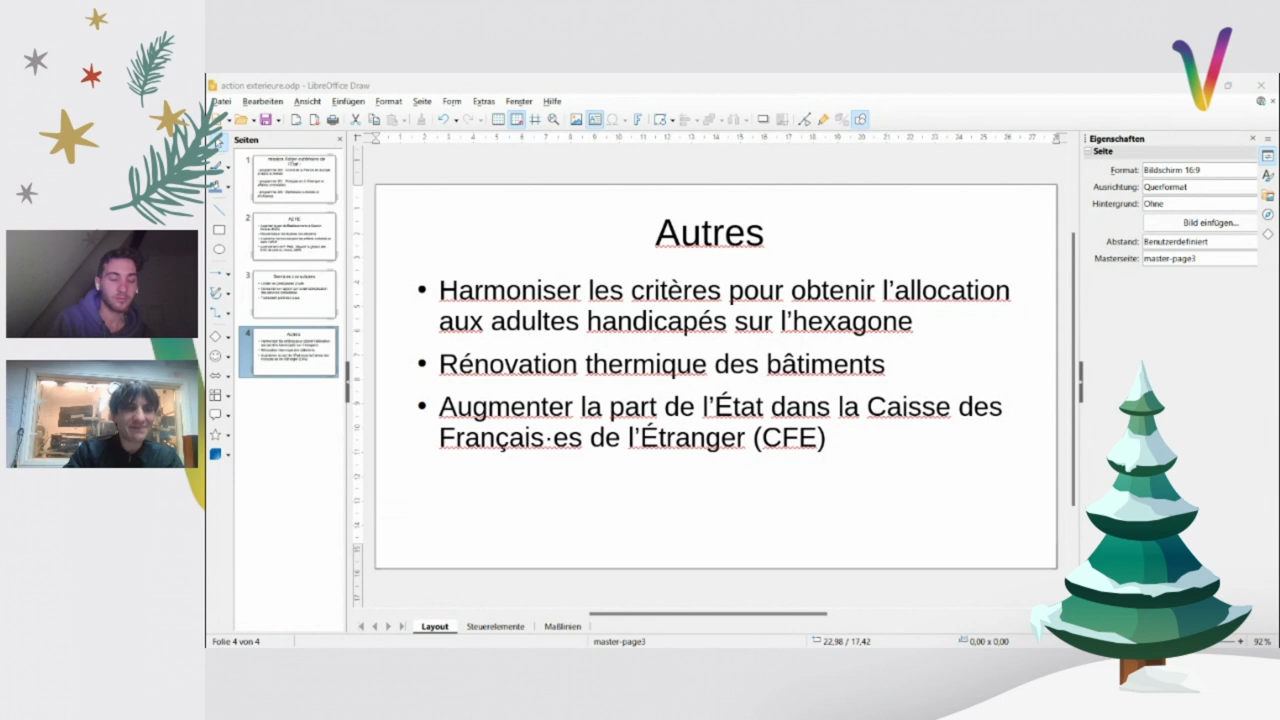 action exterieure.odp - LibreOffice Draw
Datei Bearbeiten Ansicht Einfügen Format Seite Form Extras Fenster Hilfe
Seiten
Eigenschaften
Seite
Format: Bildschirm 16:9
Ausrichtung: Querformat
Hintergrund: Ohne
Bild einfügen...
Abstand: Benutzerdefiniert
Masterseite: master-page3
1
2
3
4
Autres
• Harmoniser les critères pour obtenir l'allocation
aux adultes handicapés sur l'hexagone
• Rénovation thermique des bâtiments
• Augmenter la part de l'État dans la Caisse des
Français·es de l'Étranger (CFE)
Layout Steuerelemente Maßlinien
Folie 4 von 4
master-page3
22,98 / 17,42
0,00 x 0,00
92%